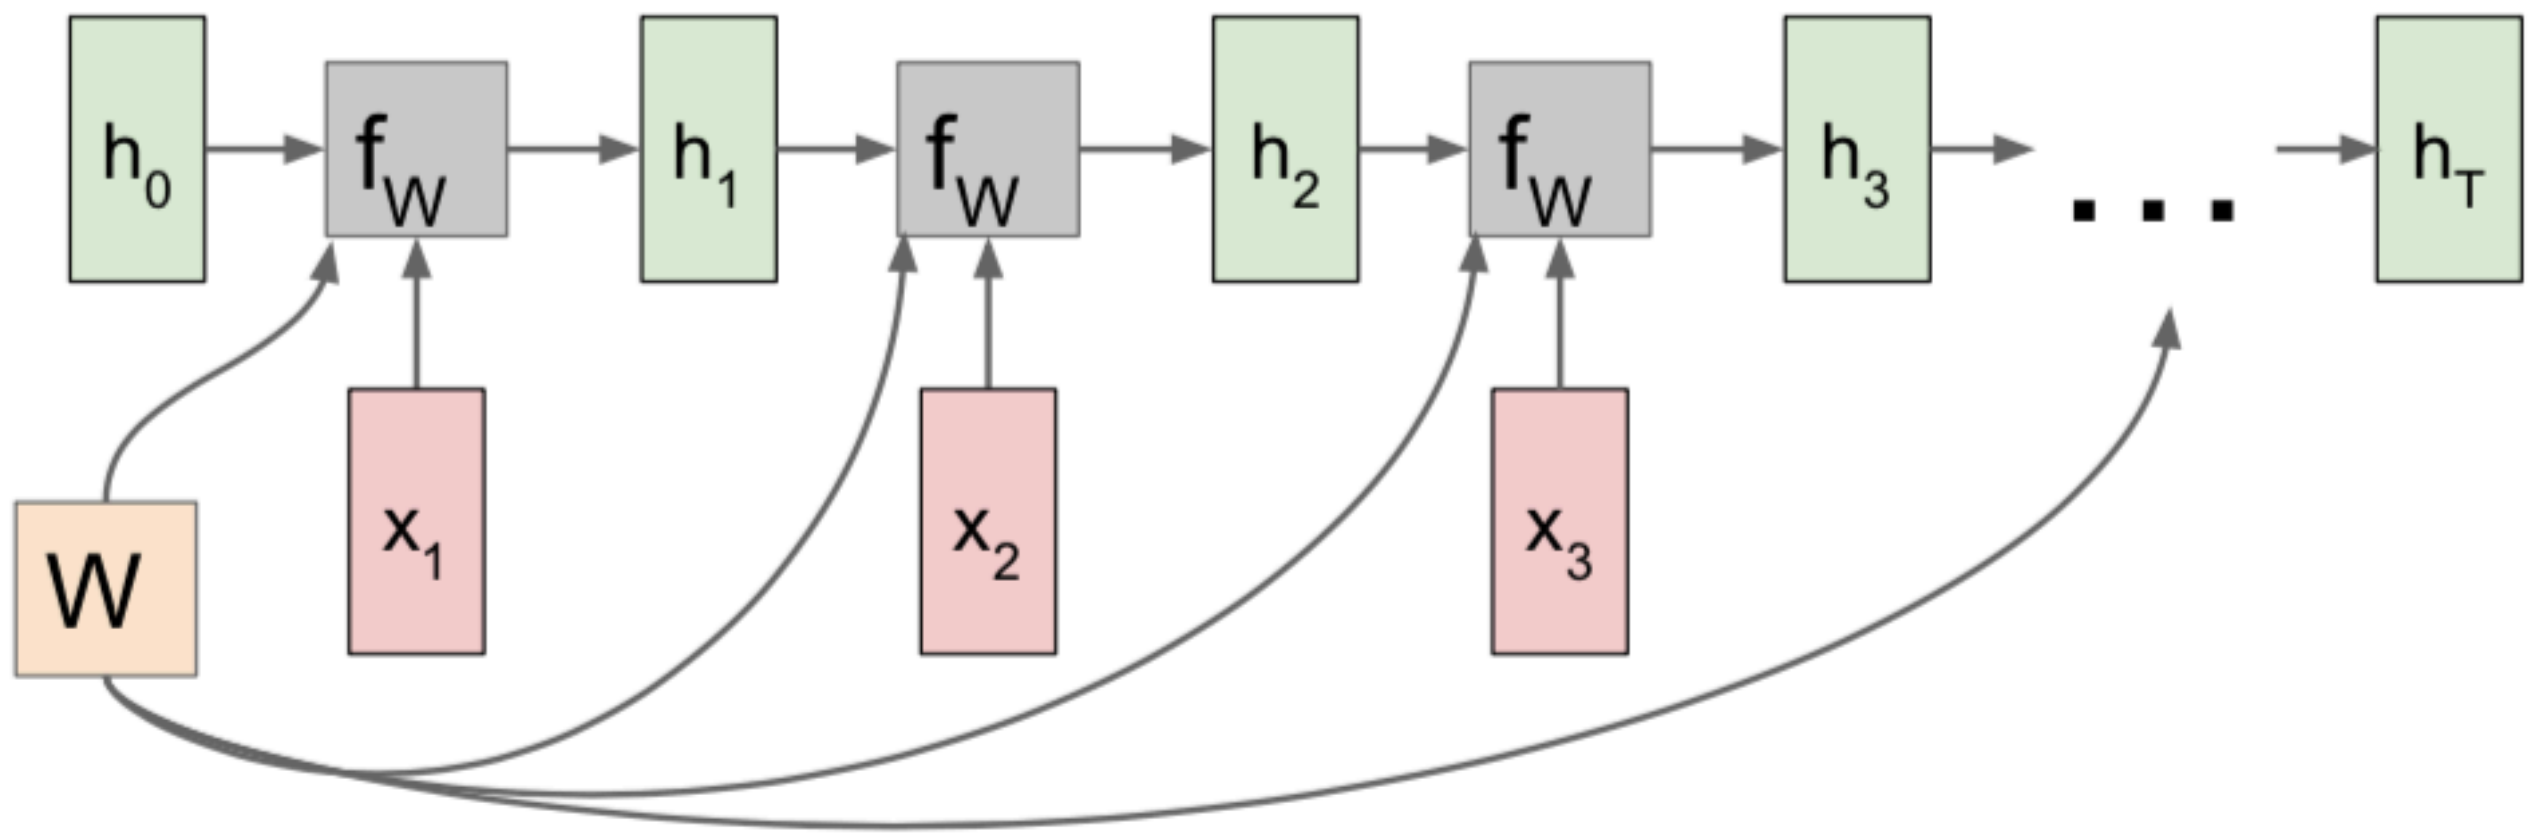 h0 fW h1 fW h2 fW h3 . . . hT
W x1 x2 x3